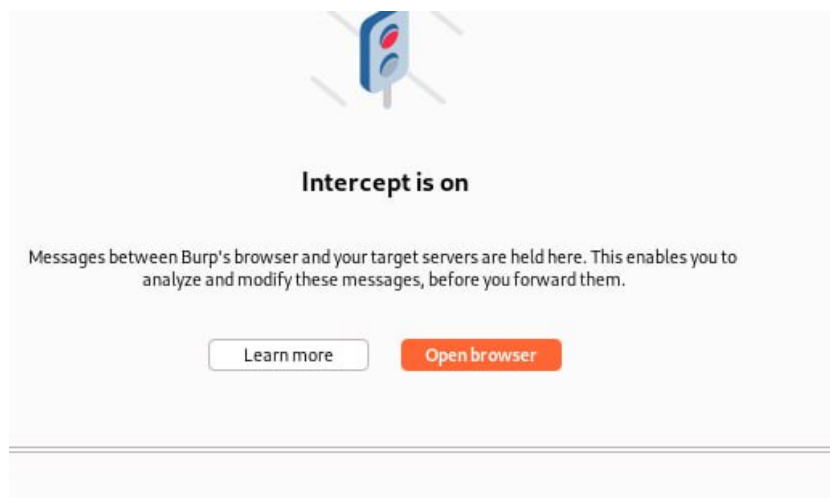 Intercept is on
Messages between Burp's browser and your target servers are held here. This enables you to
analyze and modify these messages, before you forward them.
Learn more
Open browser